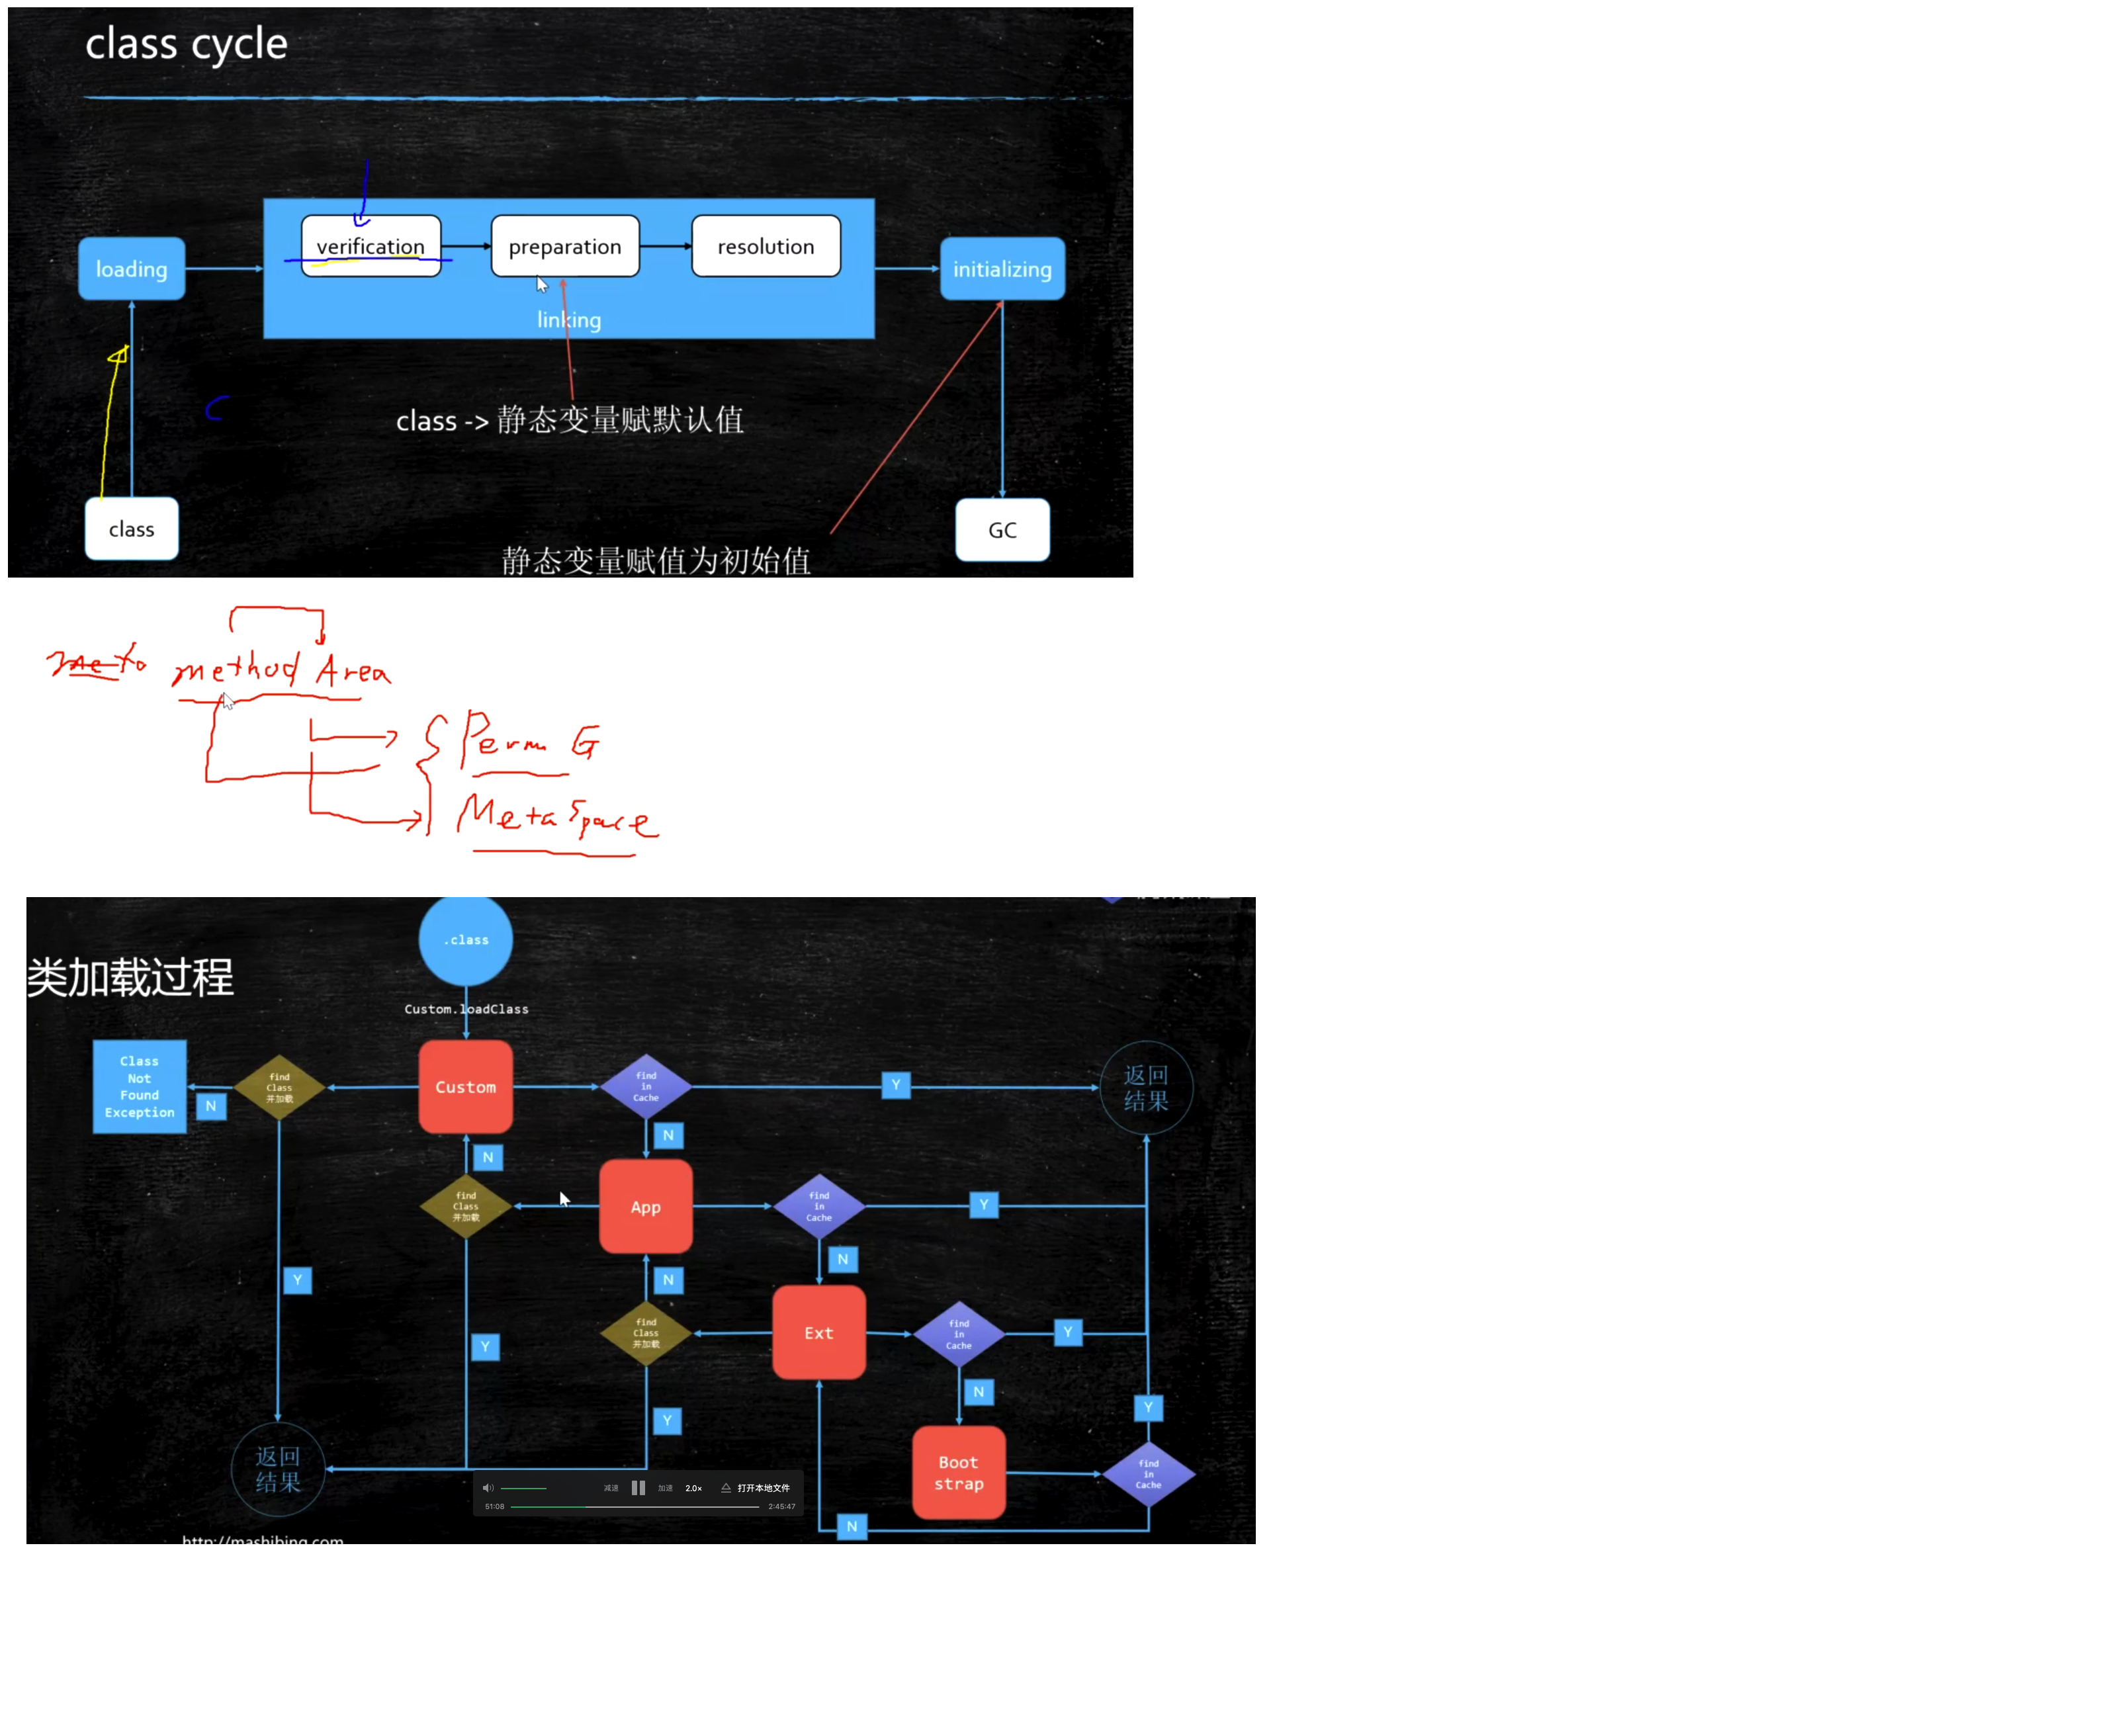 class cycle
verification
preparation
resolution
loading
initializing
linking
class -> 静态变量赋默认值
class
GC
静态变量赋值为初始值
method Area
Perm G
Meta Space
.class
类加载过程
Custom.loadClass
Class
Not
Found
Exception
N
find
Class
并加载
Custom
find
in
Cache
Y
返回
结果
N
N
find
Class
并加载
App
find
in
Cache
Y
N
N
Y
find
Class
并加载
Ext
find
in
Cache
Y
Y
N
Y
Y
返回
结果
Boot
strap
find
in
Cache
减速
加速
2.0×
打开本地文件
51:08
2:45:47
N
http://mashibing.com